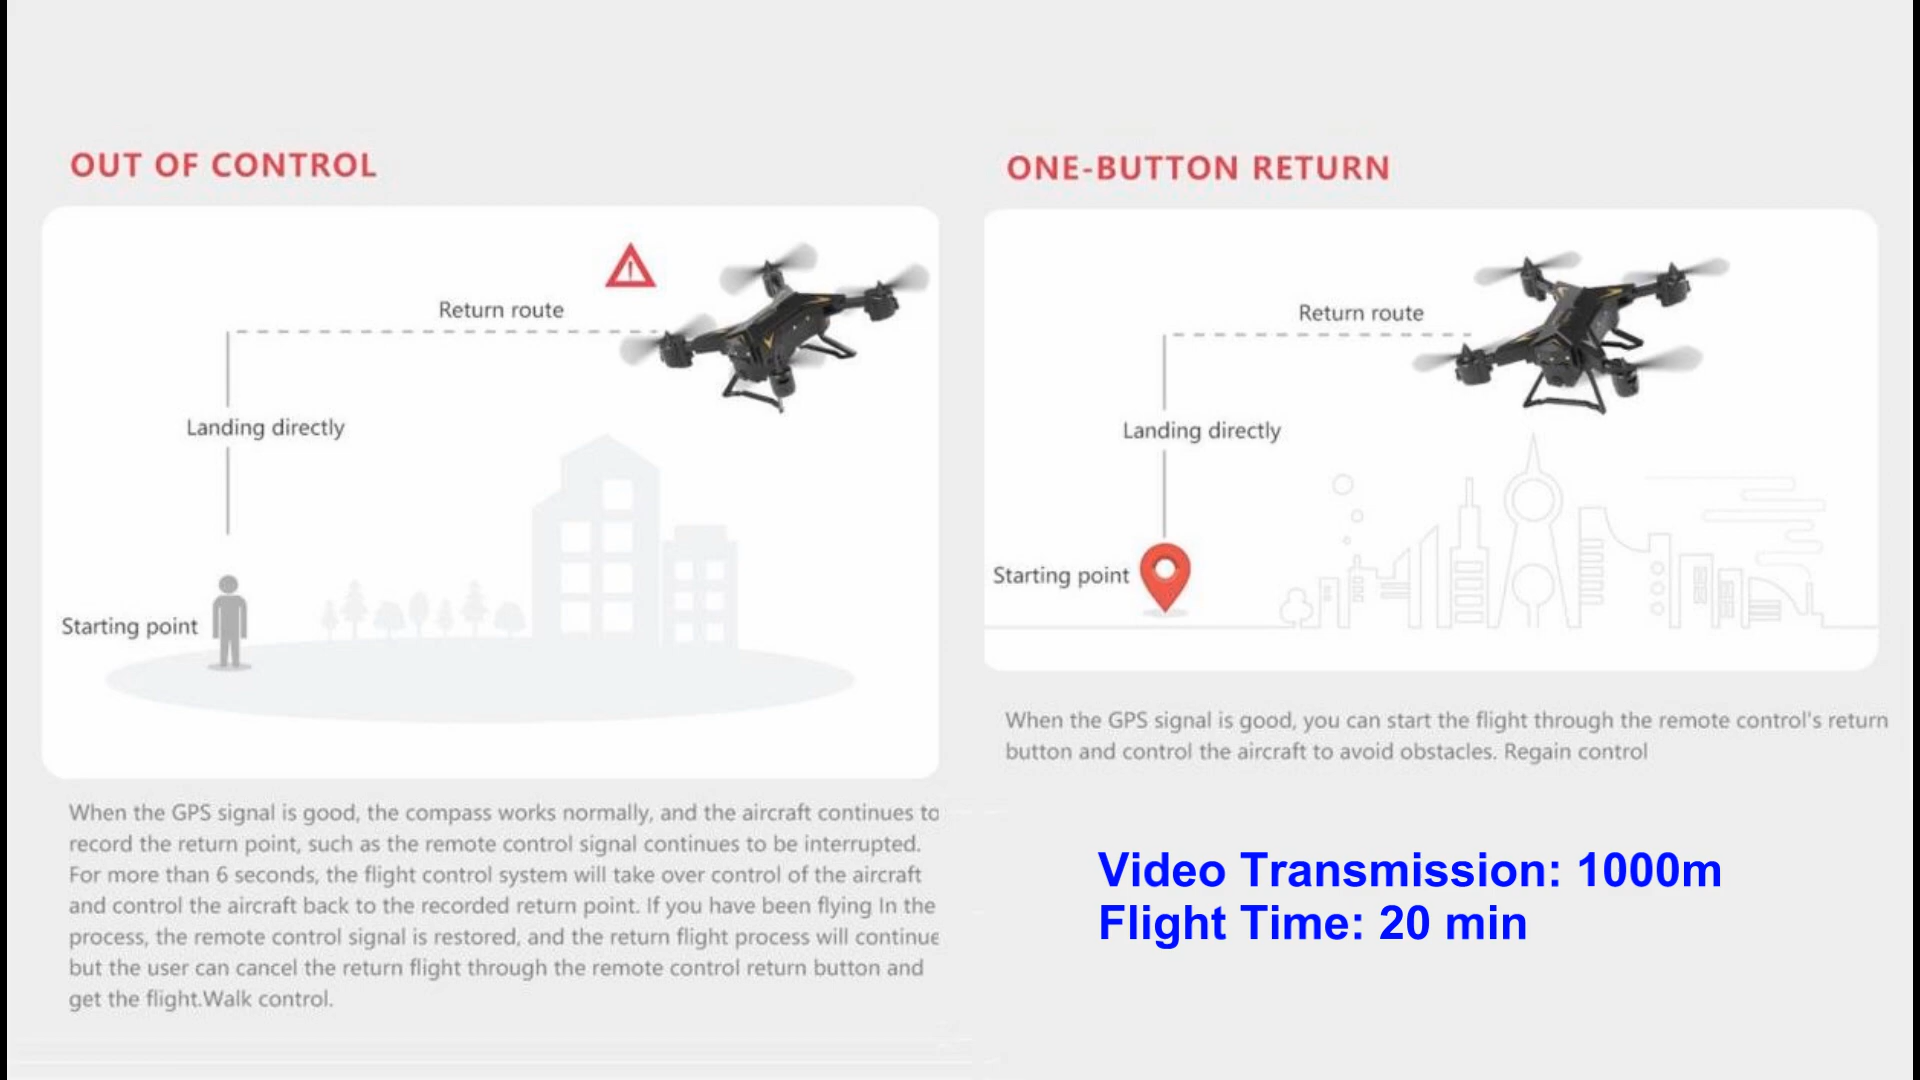 OUT OF CONTROL
Return route
Landing directly
Starting point
When the GPS signal is good, the compass works normally, and the aircraft continues to
record the return point, such as the remote control signal continues to be interrupted.
For more than 6 seconds, the flight control system will take over control of the aircraft
and control the aircraft back to the recorded return point. If you have been flying In the
process, the remote control signal is restored, and the return flight process will continue
but the user can cancel the return flight through the remote control return button and
get the flight.Walk control.
ONE-BUTTON RETURN
Return route
Landing directly
Starting point
When the GPS signal is good, you can start the flight through the remote control's return
button and control the aircraft to avoid obstacles. Regain control
Video Transmission: 1000m
Flight Time: 20 min